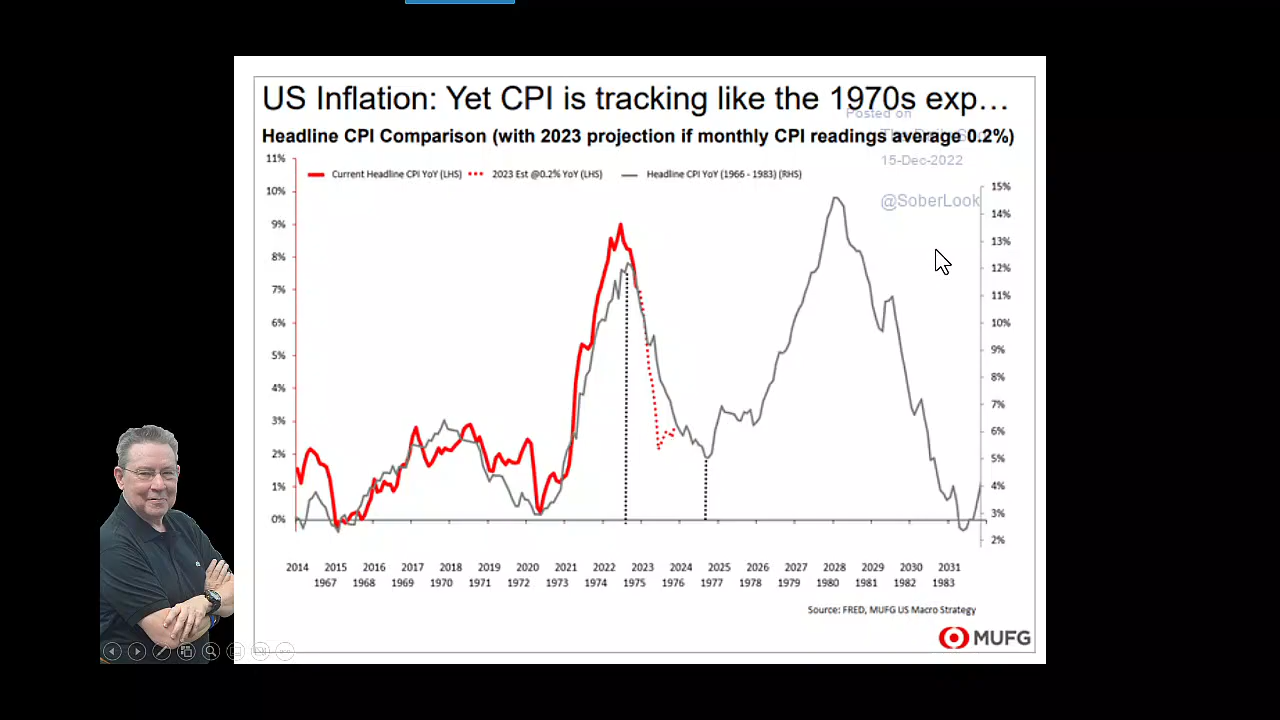 US Inflation: Yet CPI is tracking like the 1970s exp…
Posted on
Headline CPI Comparison (with 2023 projection if monthly CPI readings average 0.2%)
15-Dec-2022
@SoberLook
Current Headline CPI YoY (LHS) 2023 Est @0.2% YoY (LHS) Headline CPI YoY (1966 - 1983) (RHS)
11%
10%
9%
8%
7%
6%
5%
4%
3%
2%
1%
0%
15%
14%
13%
12%
11%
10%
9%
8%
7%
6%
5%
4%
3%
2%
2014 2015 2016 2017 2018 2019 2020 2021 2022 2023 2024 2025 2026 2027 2028 2029 2030 2031
1967 1968 1969 1970 1971 1972 1973 1974 1975 1976 1977 1978 1979 1980 1981 1982 1983
Source: FRED, MUFG US Macro Strategy
MUFG